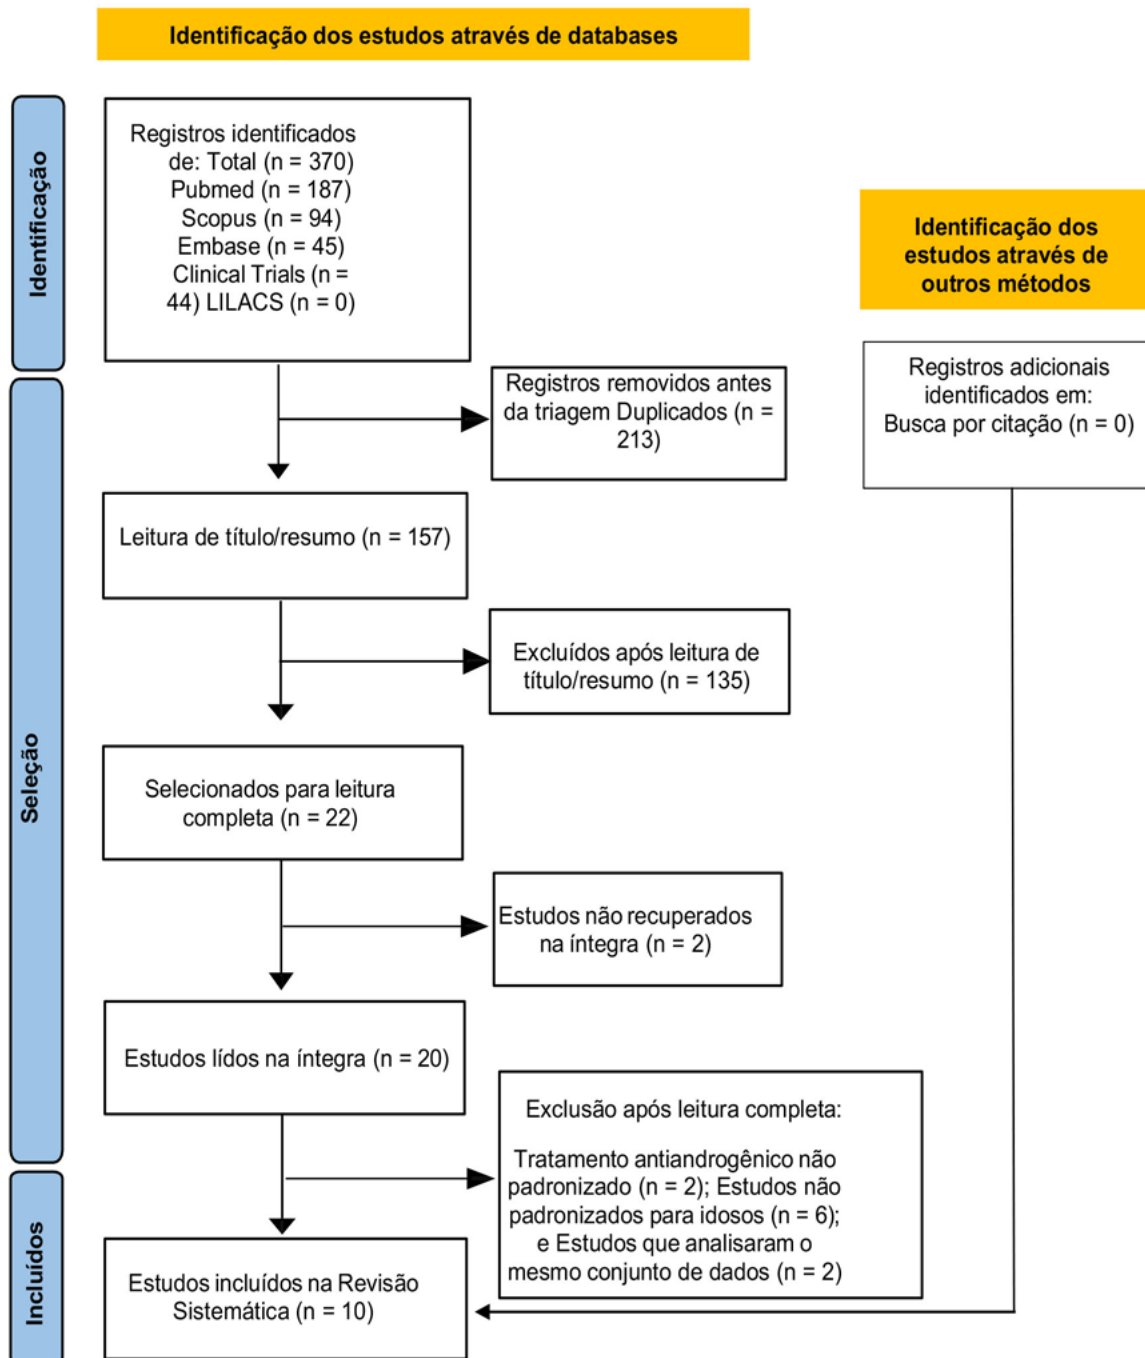 Identificação dos estudos através de databases
Identificação
Registros identificados
de: Total (n = 370)
Pubmed (n = 187)
Scopus (n = 94)
Embase (n = 45)
Clinical Trials (n =
44) LILACS (n = 0)
Identificação dos
estudos através de
outros métodos
Registros adicionais
identificados em:
Busca por citação (n = 0)
Registros removidos antes
da triagem Duplicados (n =
213)
Seleção
Leitura de título/resumo (n = 157)
Excluídos após leitura de
título/resumo (n = 135)
Selecionados para leitura
completa (n = 22)
Estudos não recuperados
na íntegra (n = 2)
Estudos lídos na íntegra (n = 20)
Exclusão após leitura completa:
Tratamento antiandrogênico não
padronizado (n = 2); Estudos não
padronizados para idosos (n = 6);
e Estudos que analisaram o
mesmo conjunto de dados (n = 2)
Incluídos
Estudos incluídos na Revisão
Sistemática (n = 10)